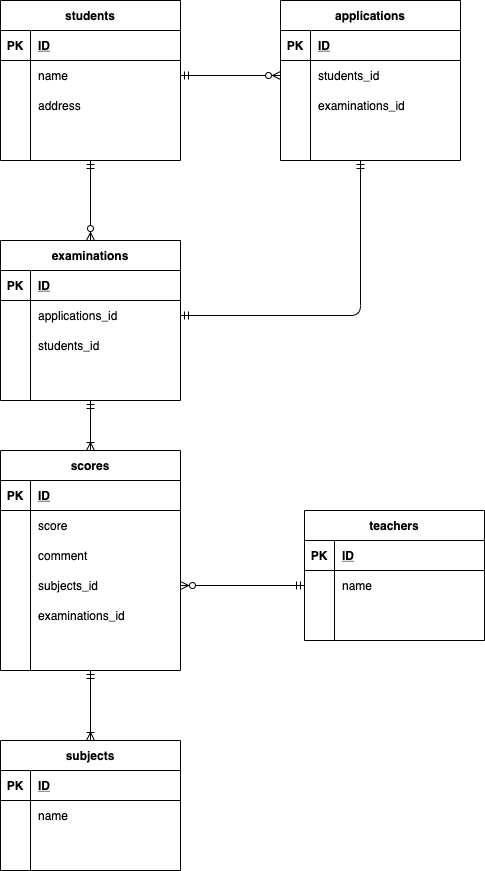 students
PK ID
name
address
applications
PK ID
students_id
examinations_id
examinations
PK ID
applications_id
students_id
scores
PK ID
score
comment
subjects_id
examinations_id
teachers
PK ID
name
subjects
PK ID
name